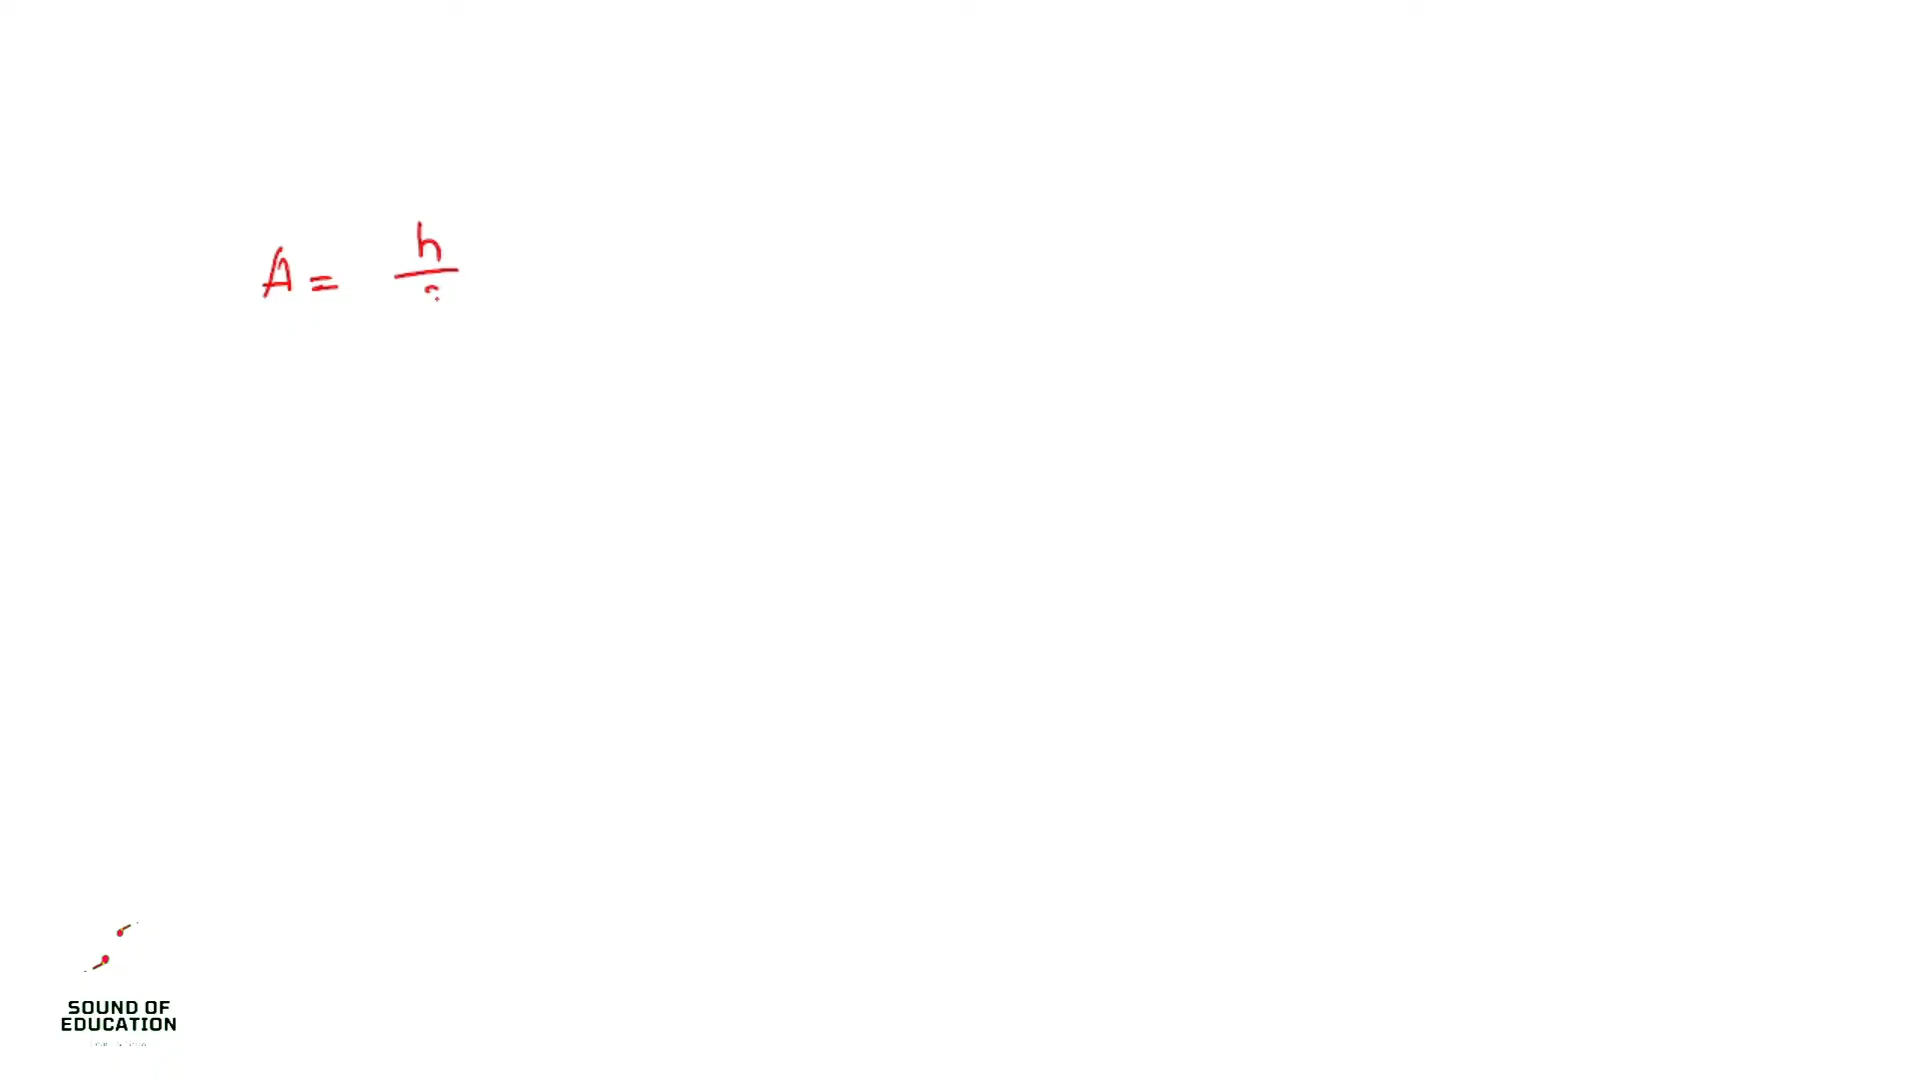 A = h/
SOUND OF
EDUCATION